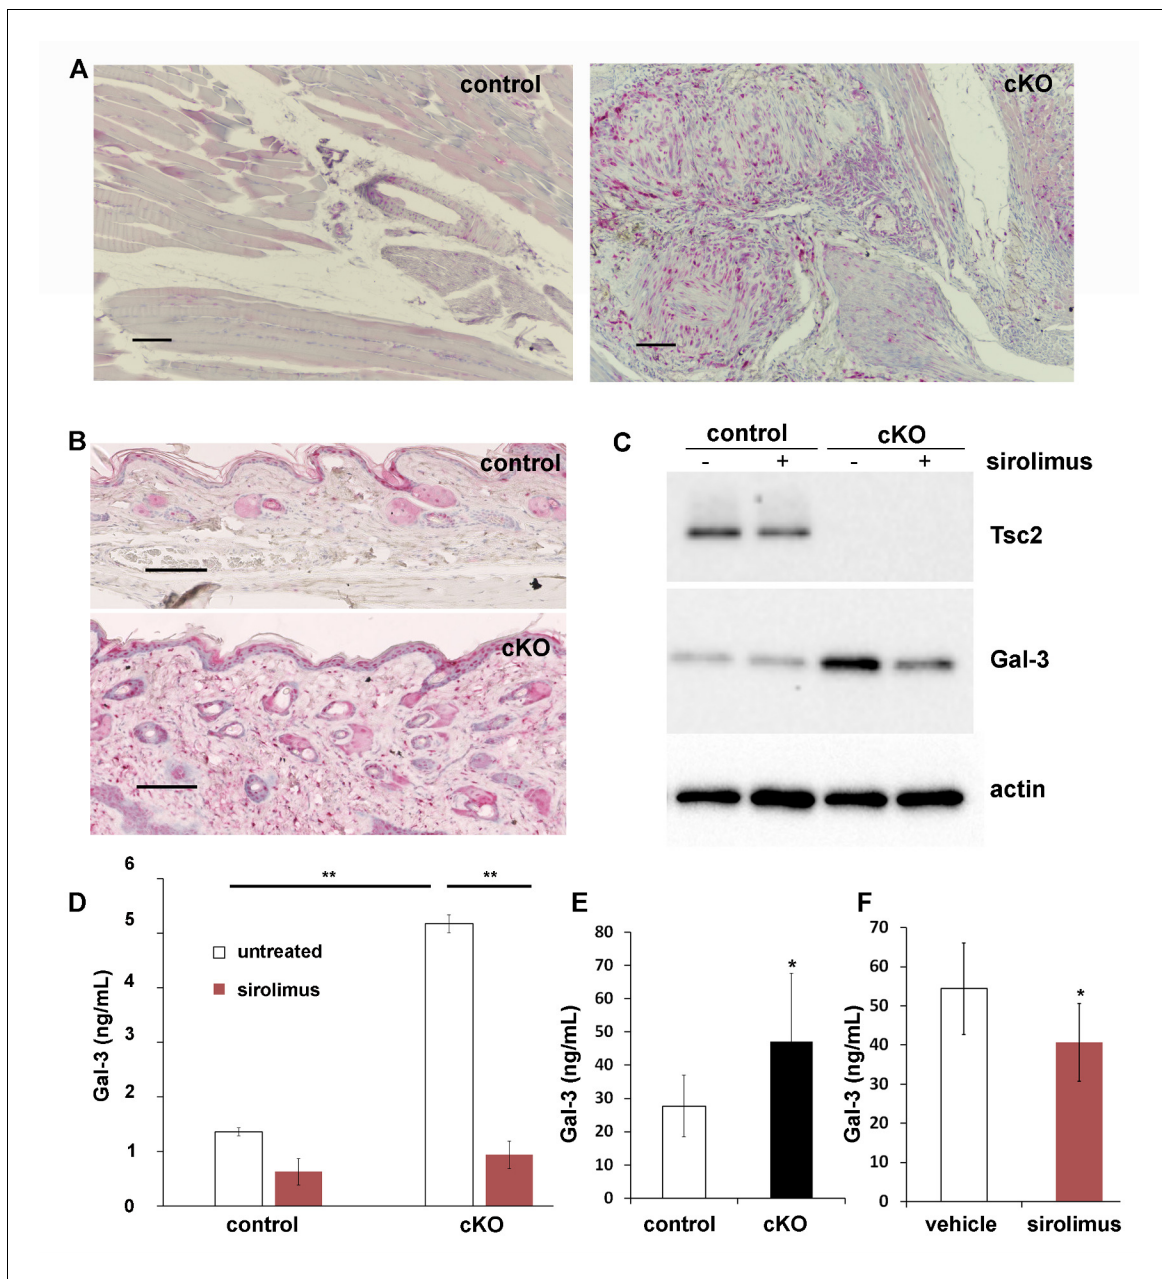 A
control
cKO
B
control
cKO
C
control cKO
- + - + sirolimus
Tsc2
Gal-3
actin
D
6
5
4
3
2
1
0
Gal-3 (ng/mL)
** **
untreated
sirolimus
control cKO
E
80
70
60
50
40
30
20
10
0
Gal-3 (ng/mL)
*
control cKO
F
70
60
50
40
30
20
10
0
Gal-3 (ng/mL)
*
vehicle sirolimus